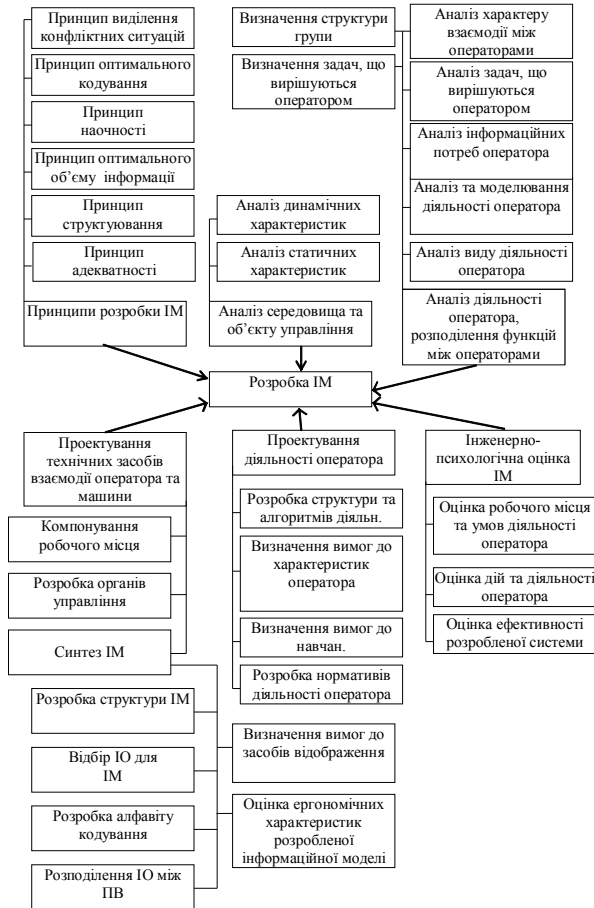 Принцип виділення
конфліктних ситуацій
Принцип оптимального
кодування
Принцип
наочності
Принцип оптимального
об’єму інформації
Принцип
структуювання
Принцип
адекватності
Принципи розробки ІМ
Визначення структури
групи
Визначення задач, що
вирішуються
оператором
Аналіз динамічних
характеристик
Аналіз статичних
характеристик
Аналіз середовища та
об’єкту управління
Аналіз характеру
взаємодії між
операторами
Аналіз задач, що
вирішуються
оператором
Аналіз інформаційних
потреб оператора
Аналіз та моделювання
діяльності оператора
Аналіз виду діяльності
оператора
Аналіз діяльності
оператора,
розподілення функцій
між операторами
Розробка ІМ
Проектування
технічних засобів
взаємодії оператора та
машини
Компонування
робочого місця
Розробка органів
управління
Синтез ІМ
Розробка структури ІМ
Відбір ІО для
ІМ
Розробка алфавіту
кодування
Розподілення ІО між
ПВ
Проектування
діяльності оператора
Розробка структури та
алгоритмів діяльн.
Визначення вимог до
характеристик
оператора
Визначення вимог до
навчан.
Розробка нормативів
діяльності оператора
Визначення вимог до
засобів відображення
Оцінка ергономічних
характеристик
розробленої
інформаційної моделі
Інженерно-
психологічна оцінка
ІМ
Оцінка робочого місця
та умов діяльності
оператора
Оцінка дій та діяльності
оператора
Оцінка ефективності
розробленої системи